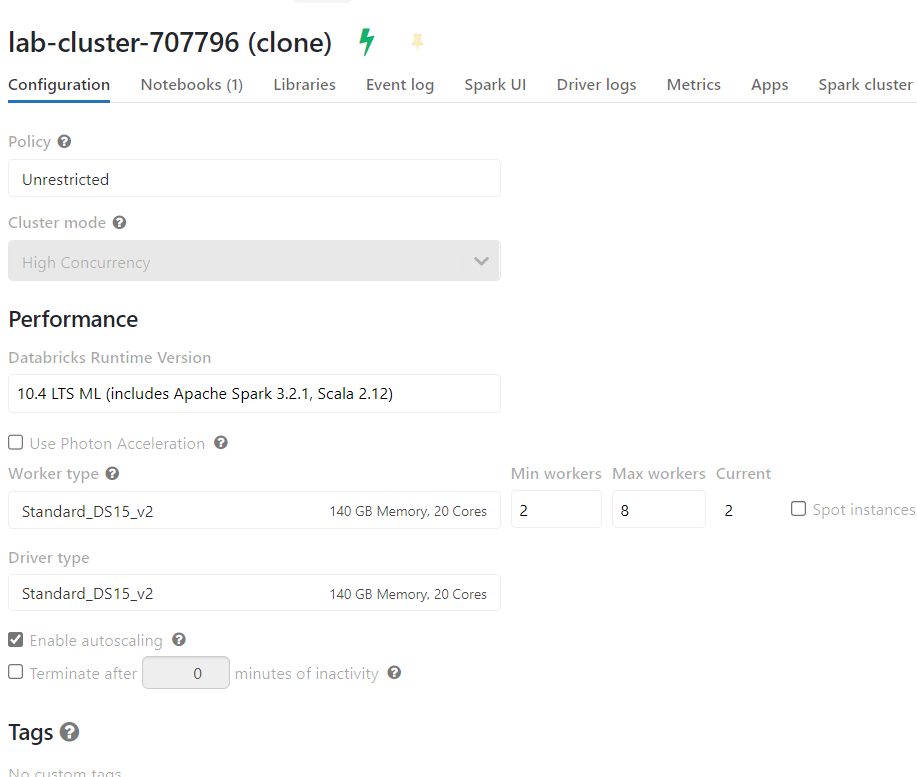 lab-cluster-707796 (clone)
Configuration Notebooks (1) Libraries Event log Spark UI Driver logs Metrics Apps Spark cluster
Policy
Unrestricted
Cluster mode
High Concurrency
Performance
Databricks Runtime Version
10.4 LTS ML (includes Apache Spark 3.2.1, Scala 2.12)
Use Photon Acceleration
Worker type Min workers Max workers Current
Standard_DS15_v2 140 GB Memory, 20 Cores 2 8 2 Spot instances
Driver type
Standard_DS15_v2 140 GB Memory, 20 Cores
Enable autoscaling
Terminate after 0 minutes of inactivity
Tags
No custom tags